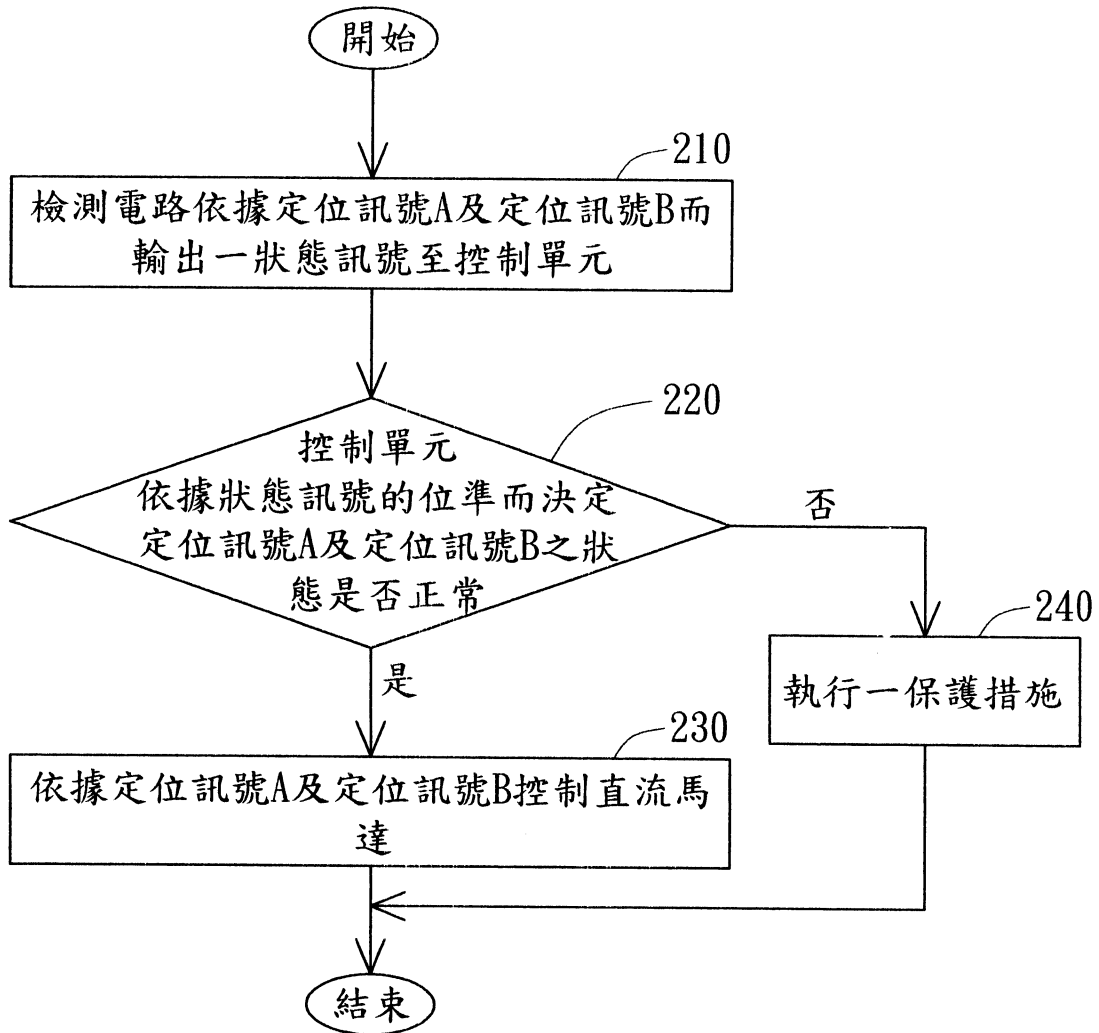 開始
210
檢測電路依據定位訊號A及定位訊號B而
輸出一狀態訊號至控制單元
220
控制單元
依據狀態訊號的位準而決定
定位訊號A及定位訊號B之狀
態是否正常
否
是
240
執行一保護措施
230
依據定位訊號A及定位訊號B控制直流馬
達
結束